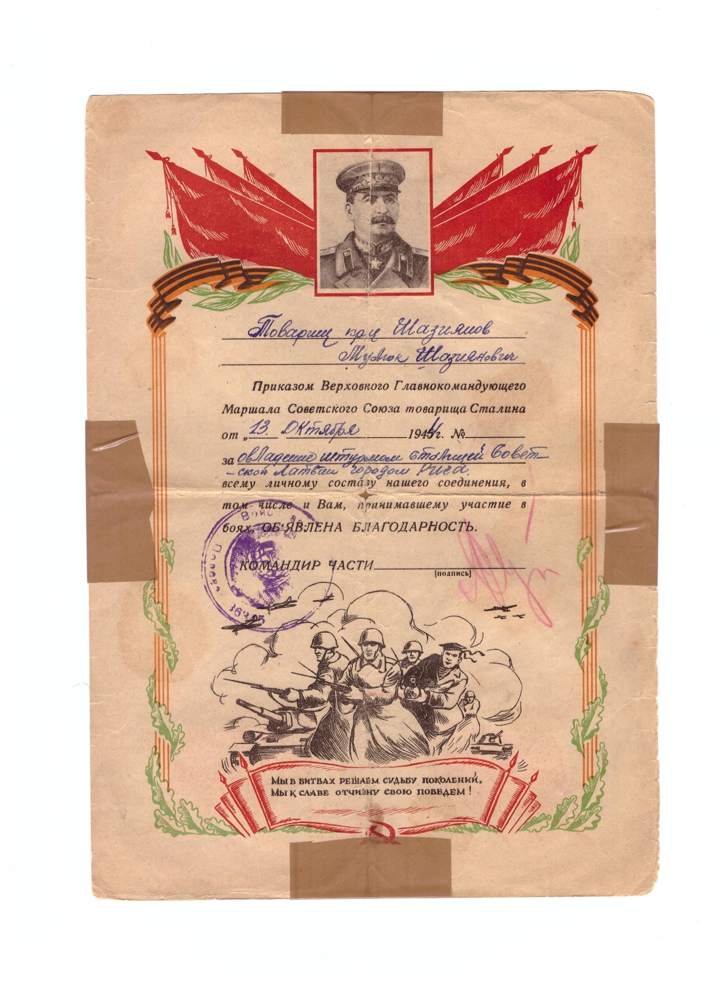 Товарищ кр-ц Шазиянов
Мулюк Шазиянович
Приказом Верховного Главнокомандующего
Маршала Советского Союза товарища Сталина
от „13. Октября 1944г. №
за овладение штурмом столицей Совет-
-ской Латвии городом Рига.
всему личному составу нашего соединения, в
том числе и Вам, принимавшему участие в
боях, ОБ‘ЯВЛЕНА БЛАГОДАРНОСТЬ.
КОМАНДИР ЧАСТИ
(подпись)
Мы в битвах решаем судьбу поколений,
Мы к славе отчизну свою поведем!